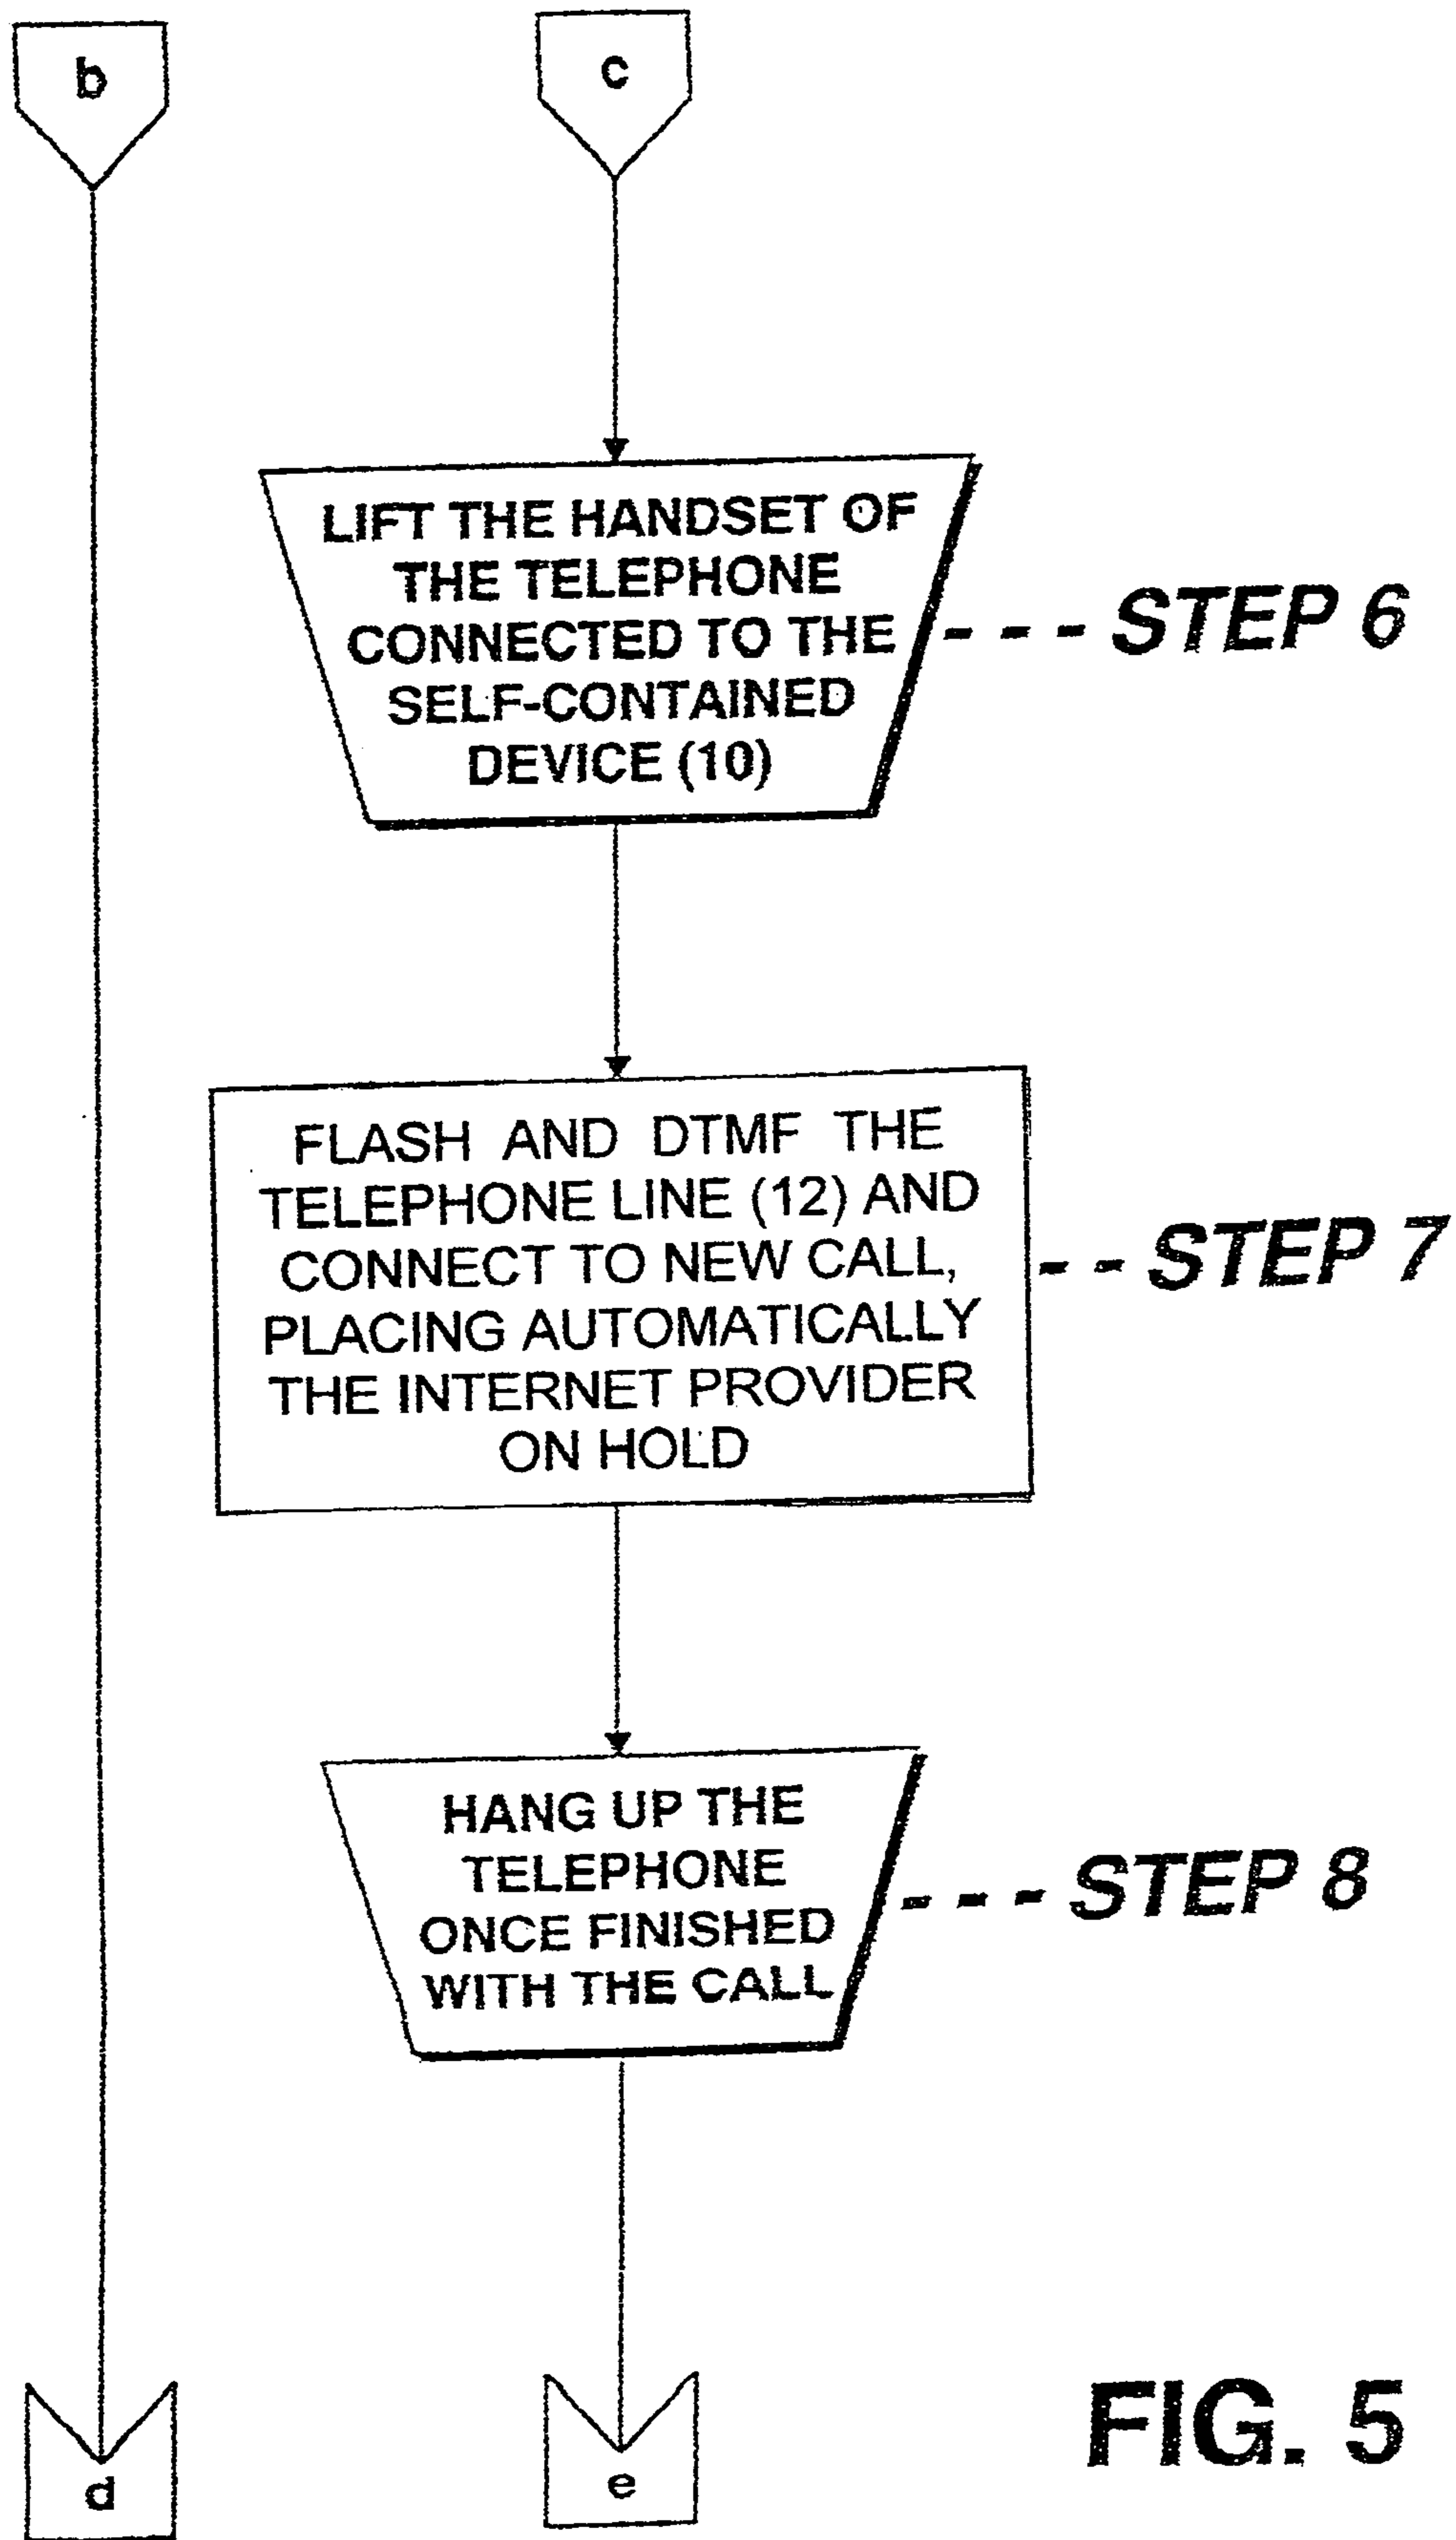 b
c
LIFT THE HANDSET OF
THE TELEPHONE
CONNECTED TO THE
SELF-CONTAINED
DEVICE (10)
--- STEP 6
FLASH AND DTMF THE
TELEPHONE LINE (12) AND
CONNECT TO NEW CALL,
PLACING AUTOMATICALLY
THE INTERNET PROVIDER
ON HOLD
-- STEP 7
HANG UP THE
TELEPHONE
ONCE FINISHED
WITH THE CALL
--- STEP 8
d
e
FIG. 5